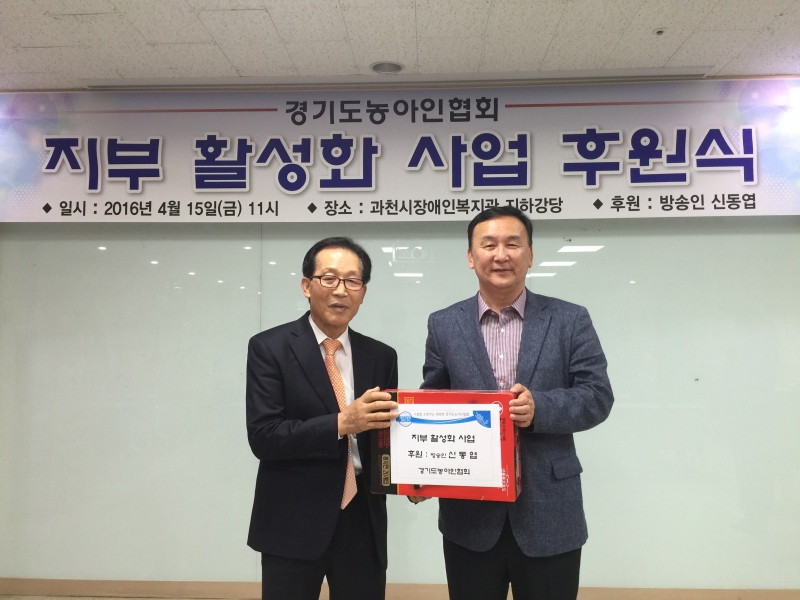 경기도농아인협회
지부 활성화 사업 후원식
◆ 일시 : 2016년 4월 15일(금) 11시 ◆ 장소 : 과천시장애인복지관 지하강당 ◆ 후원 : 방송인 신동엽
지부 활성화 사업
후원 : 방송인 신동엽
경기도농아인협회